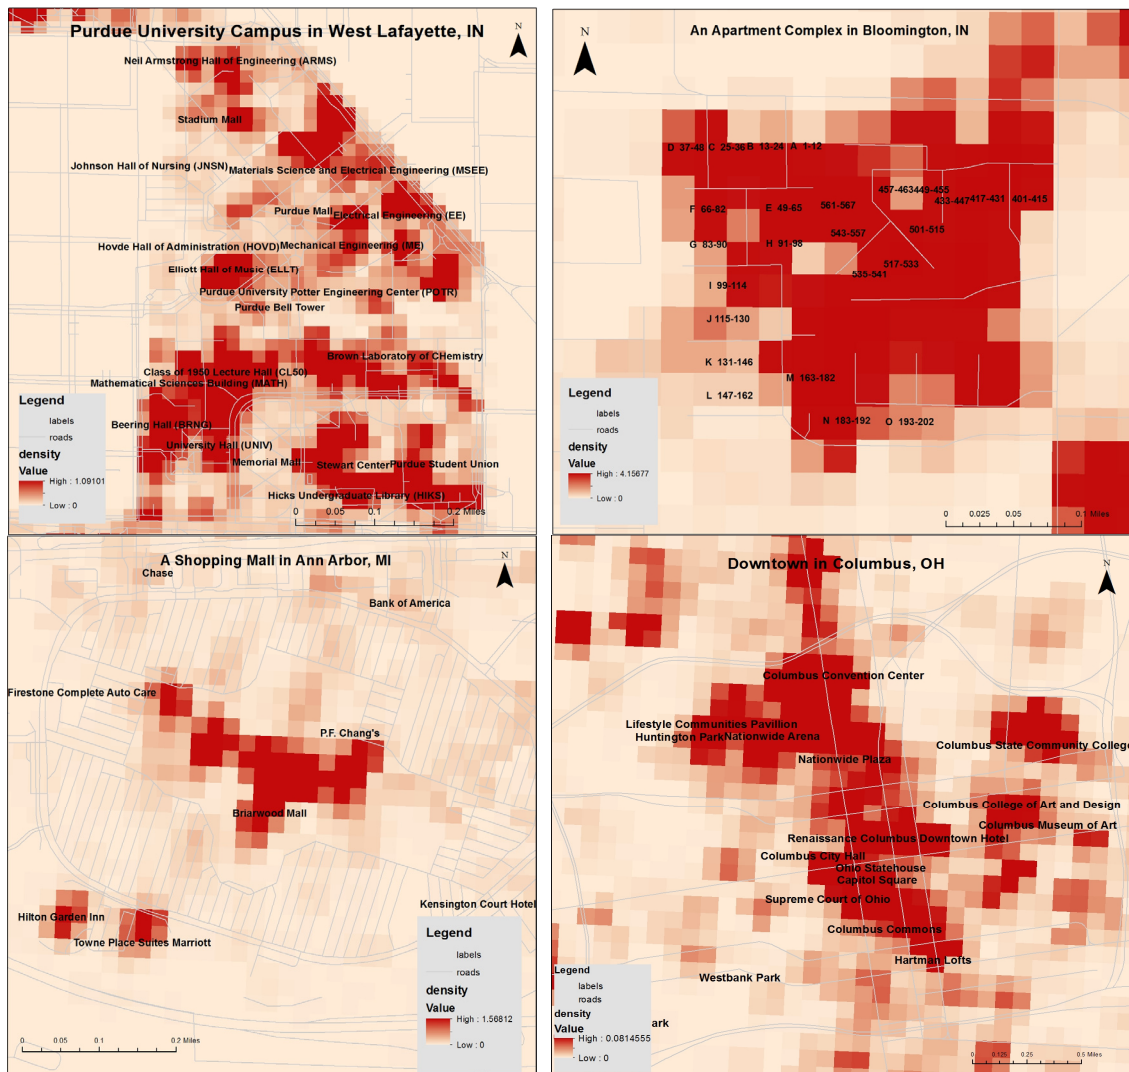 Purdue University Campus in West Lafayette, IN
N
Neil Armstrong Hall of Engineering (ARMS)
Stadium Mall
Johnson Hall of Nursing (JNSN)
Materials Science and Electrical Engineering (MSEE)
Purdue Mall
Electrical Engineering (EE)
Hovde Hall of Administration (HOVD)
Mechanical Engineering (ME)
Elliott Hall of Music (ELLT)
Purdue University Potter Engineering Center (POTR)
Purdue Bell Tower
Brown Laboratory of CHemistry
Class of 1950 Lecture Hall (CL50)
Mathematical Sciences Building (MATH)
Beering Hall (BRNG)
University Hall (UNIV)
Memorial Mall
Stewart Center
Purdue Student Union
Hicks Undergraduate Library (HIKS)
Legend
labels
roads
density
Value
High : 1.09101
Low : 0
0 0.05 0.1 0.2 Miles
An Apartment Complex in Bloomington, IN
N
D 37-48 C 25-36 B 13-24 A 1-12
457-463 449-455
433-447 417-431 401-415
F 66-82 E 49-65 561-567
543-557 501-515
G 83-90 H 91-98
517-533
535-541
I 99-114
J 115-130
K 131-146
M 163-182
L 147-162
N 183-192 O 193-202
Legend
labels
roads
density
Value
High : 4.15677
Low : 0
0 0.025 0.05 0.1 Miles
A Shopping Mall in Ann Arbor, MI
N
Chase
Bank of America
Firestone Complete Auto Care
P.F. Chang's
Briarwood Mall
Kensington Court Hotel
Hilton Garden Inn
Towne Place Suites Marriott
Legend
labels
roads
density
Value
High : 1.56812
Low : 0
0 0.05 0.1 0.2 Miles
Downtown in Columbus, OH
N
Columbus Convention Center
Lifestyle Communities Pavillion
Huntington Park Nationwide Arena
Columbus State Community College
Nationwide Plaza
Columbus College of Art and Design
Columbus Museum of Art
Renaissance Columbus Downtown Hotel
Columbus City Hall
Ohio Statehouse
Capitol Square
Supreme Court of Ohio
Columbus Commons
Hartman Lofts
Westbank Park
ark
Legend
labels
roads
density
Value
High : 0.0814555
Low : 0
0 0.125 0.25 0.5 Miles